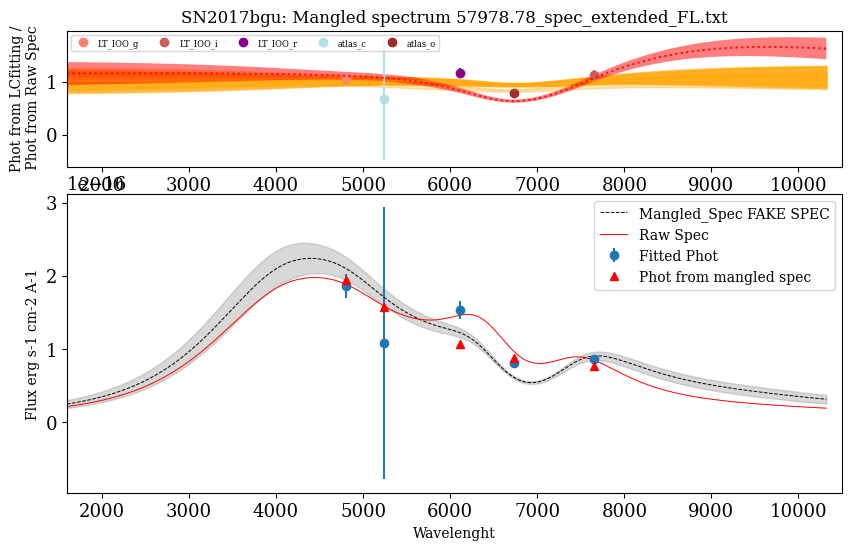 SN2017bgu: Mangled spectrum 57978.78_spec_extended_FL.txt
Phot from LCfitting /
Phot from Raw Spec
LT_IOO_g LT_IOO_i LT_IOO_r atlas_c atlas_o
1
0
2000 3000 4000 5000 6000 7000 8000 9000 10000
1e−16
3
2
1
0
Flux erg s-1 cm-2 A-1
Mangled_Spec FAKE SPEC
Raw Spec
Fitted Phot
Phot from mangled spec
2000 3000 4000 5000 6000 7000 8000 9000 10000
Wavelenght